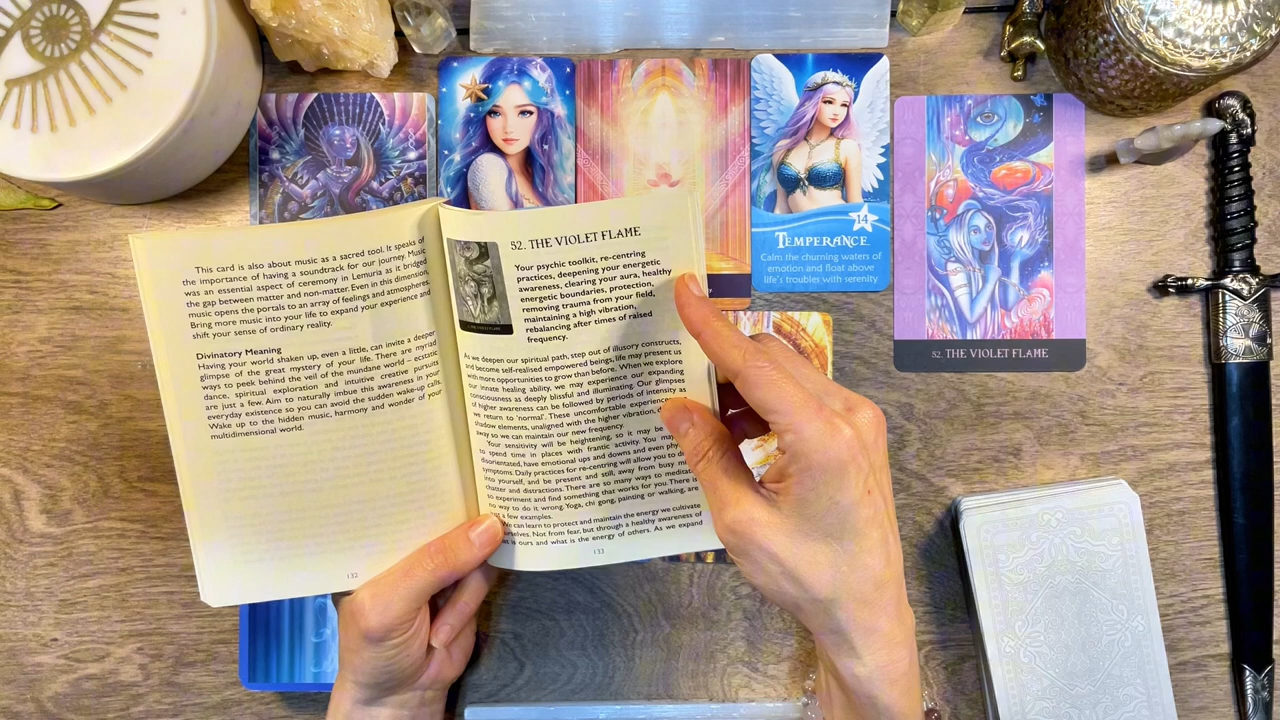 This card is also about music as a sacred tool. It speaks of
the importance of having a soundtrack for our journey. Music
was an essential aspect of ceremony in Lemuria as it bridged
the gap between matter and non-matter. Even in this dimension,
music opens the portals to an array of feelings and atmospheres.
Bring more music into your life to expand your experience and
shift your sense of ordinary reality.
Divinatory Meaning
Having your world shaken up, even a little, can invite a deeper
glimpse of the great mystery of your life. There are myriad
ways to peek behind the veil of the mundane world – ecstatic
dance, spiritual exploration and intuitive creative pursuits
are just a few. Aim to naturally imbue this awareness in your
everyday existence so you can avoid the sudden wake-up calls.
Wake up to the hidden music, harmony and wonder of your
multidimensional world.
132
52. THE VIOLET FLAME
Your psychic toolkit, re-centring
practices, deepening your energetic
awareness, clearing your aura, healthy
energetic boundaries, protection,
removing trauma from your field,
maintaining a high vibration,
rebalancing after times of raised
frequency.
As we deepen our spiritual path, step out of illusory constructs,
and become self-realised empowered beings, life may present us
with more opportunities to grow than before. When we explore
our innate healing ability, we may experience our expanding
consciousness as deeply blissful and illuminating. Our glimpses
of higher awareness can be followed by periods of intensity as
we return to 'normal'. These uncomfortable experiences
shadow elements, unaligned with the higher vibration,
away so we can maintain our new frequency.
Your sensitivity will be heightening, so it may be
to spend time in places with frantic activity. You may
disorientated, have emotional ups and downs and even
symptoms. Daily practices for re-centring will allow you to
into yourself, and be present and still, away from busy
chatter and distractions. There are so many ways to
so experiment and find something that works for you. There is
no way to do it wrong. Yoga, chi gong, painting or walking, are
just a few examples.
We can learn to protect and maintain the energy we cultivate
ourselves. Not from fear, but through a healthy awareness of
is ours and what is the energy of others. As we expand
133
14
TEMPERANCE
Calm the churning waters of
emotion and float above
life's troubles with serenity
52. THE VIOLET FLAME